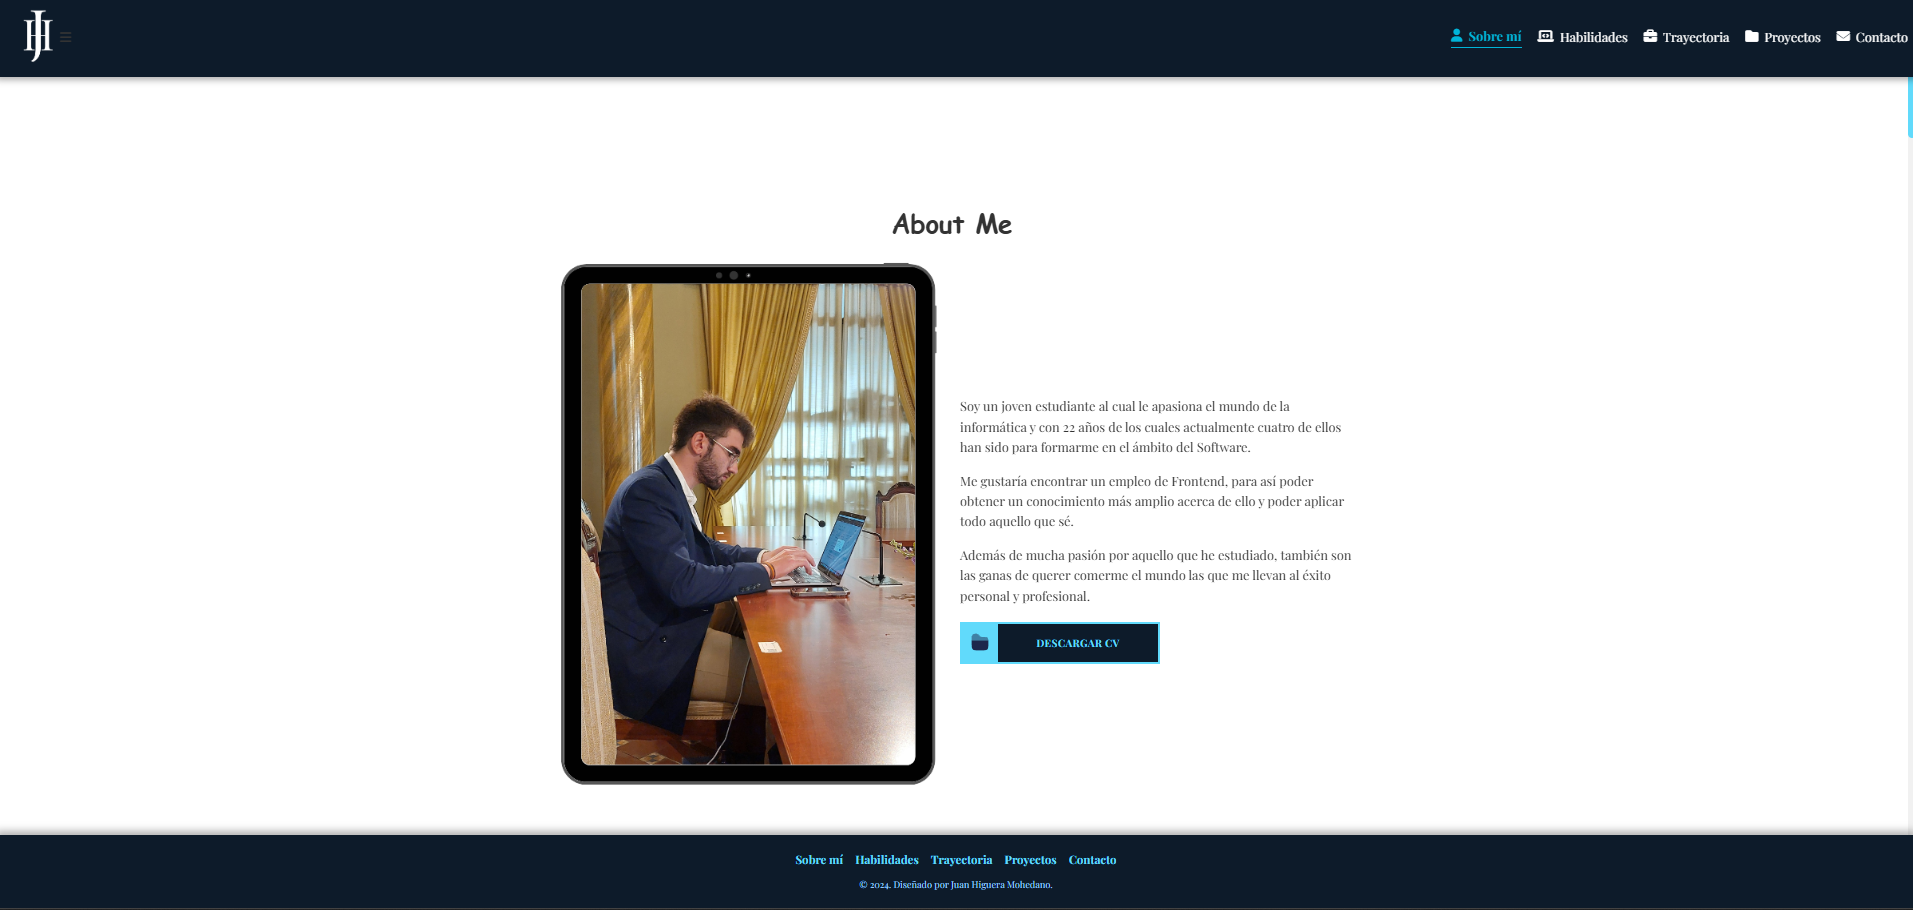 JH
Sobre mí Habilidades Trayectoria Proyectos Contacto
About Me
Soy un joven estudiante al cual le apasiona el mundo de la
informática y con 22 años de los cuales actualmente cuatro de ellos
han sido para formarme en el ámbito del Software.
Me gustaría encontrar un empleo de Frontend, para así poder
obtener un conocimiento más amplio acerca de ello y poder aplicar
todo aquello que sé.
Además de mucha pasión por aquello que he estudiado, también son
las ganas de querer comerme el mundo las que me llevan al éxito
personal y profesional.
DESCARGAR CV
Sobre mí Habilidades Trayectoria Proyectos Contacto
© 2024. Diseñado por Juan Higuera Mohedano.